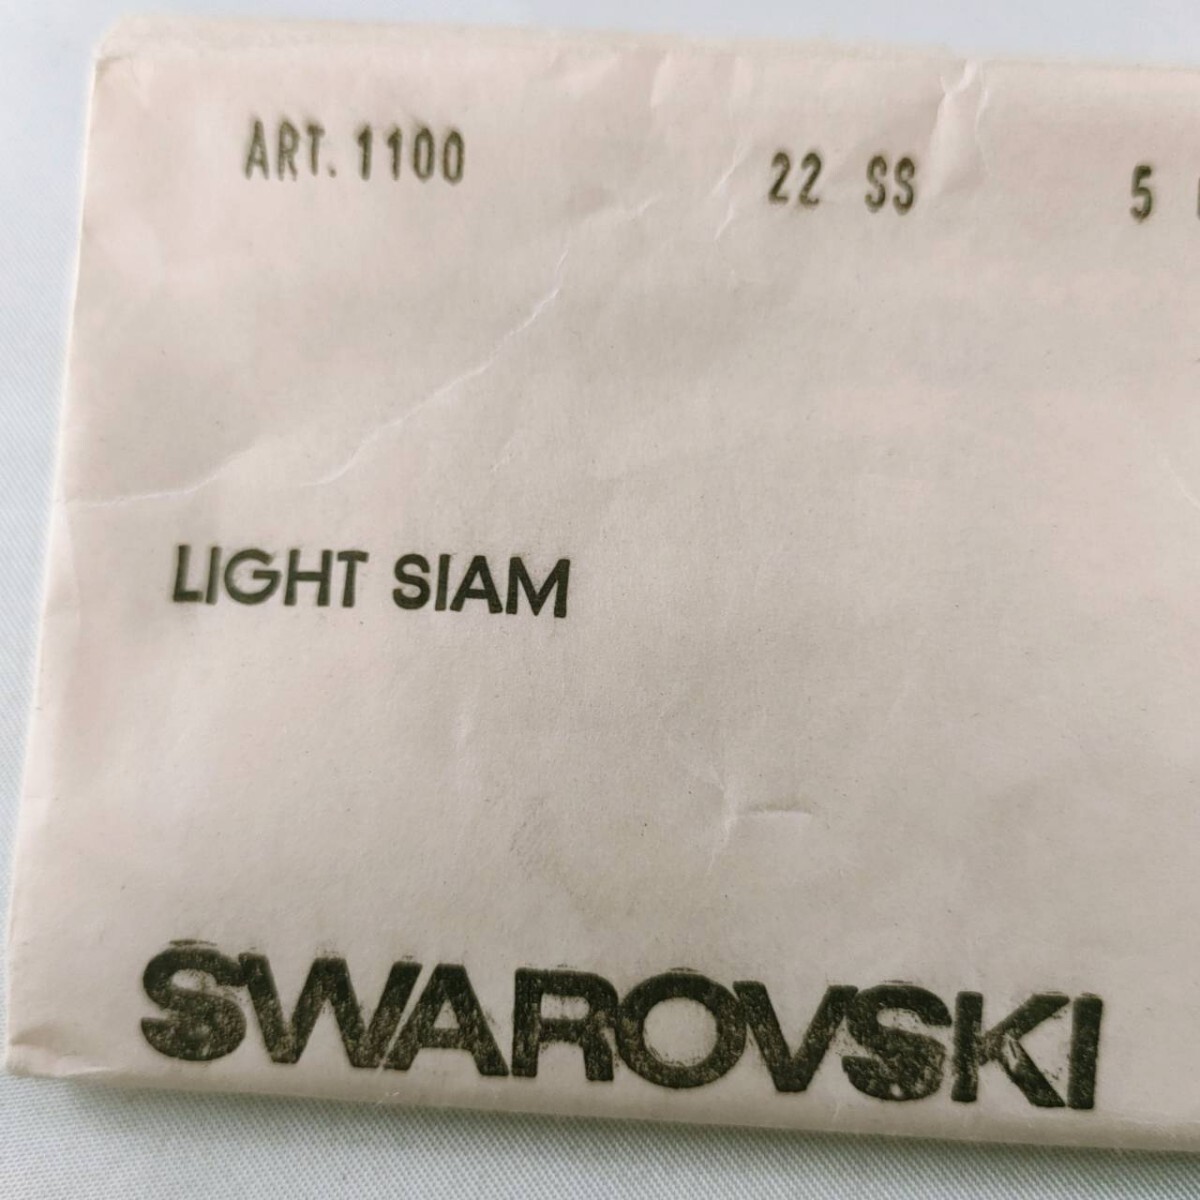 ART. 1100 22 SS 5
LIGHT SIAM
SWAROVSKI